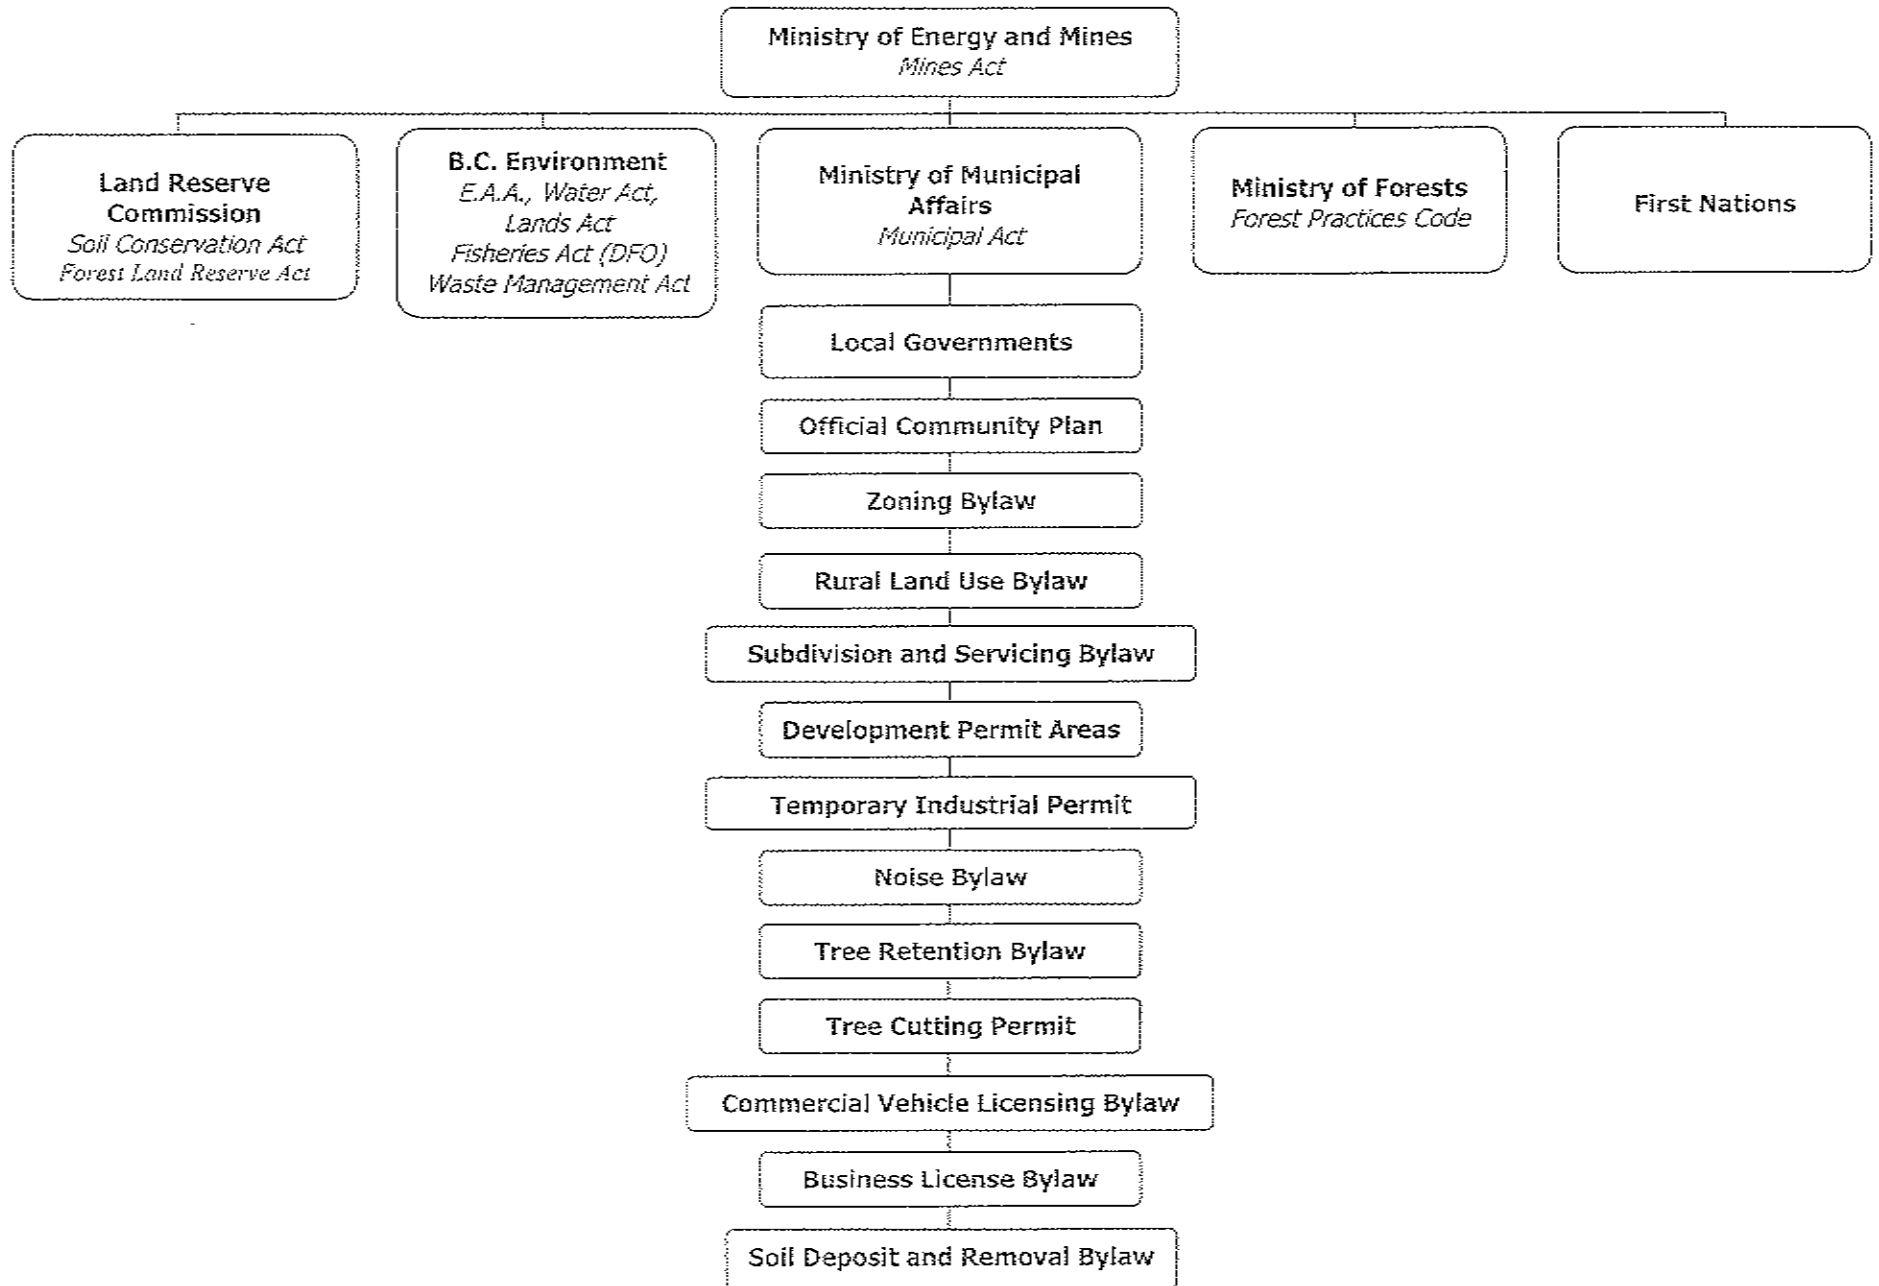 Ministry of Energy and Mines
Mines Act
Land Reserve
Commission
Soil Conservation Act
Forest Land Reserve Act
B.C. Environment
E.A.A., Water Act,
Lands Act
Fisheries Act (DFO)
Waste Management Act
Ministry of Municipal
Affairs
Municipal Act
Ministry of Forests
Forest Practices Code
First Nations
Local Governments
Official Community Plan
Zoning Bylaw
Rural Land Use Bylaw
Subdivision and Servicing Bylaw
Development Permit Areas
Temporary Industrial Permit
Noise Bylaw
Tree Retention Bylaw
Tree Cutting Permit
Commercial Vehicle Licensing Bylaw
Business License Bylaw
Soil Deposit and Removal Bylaw